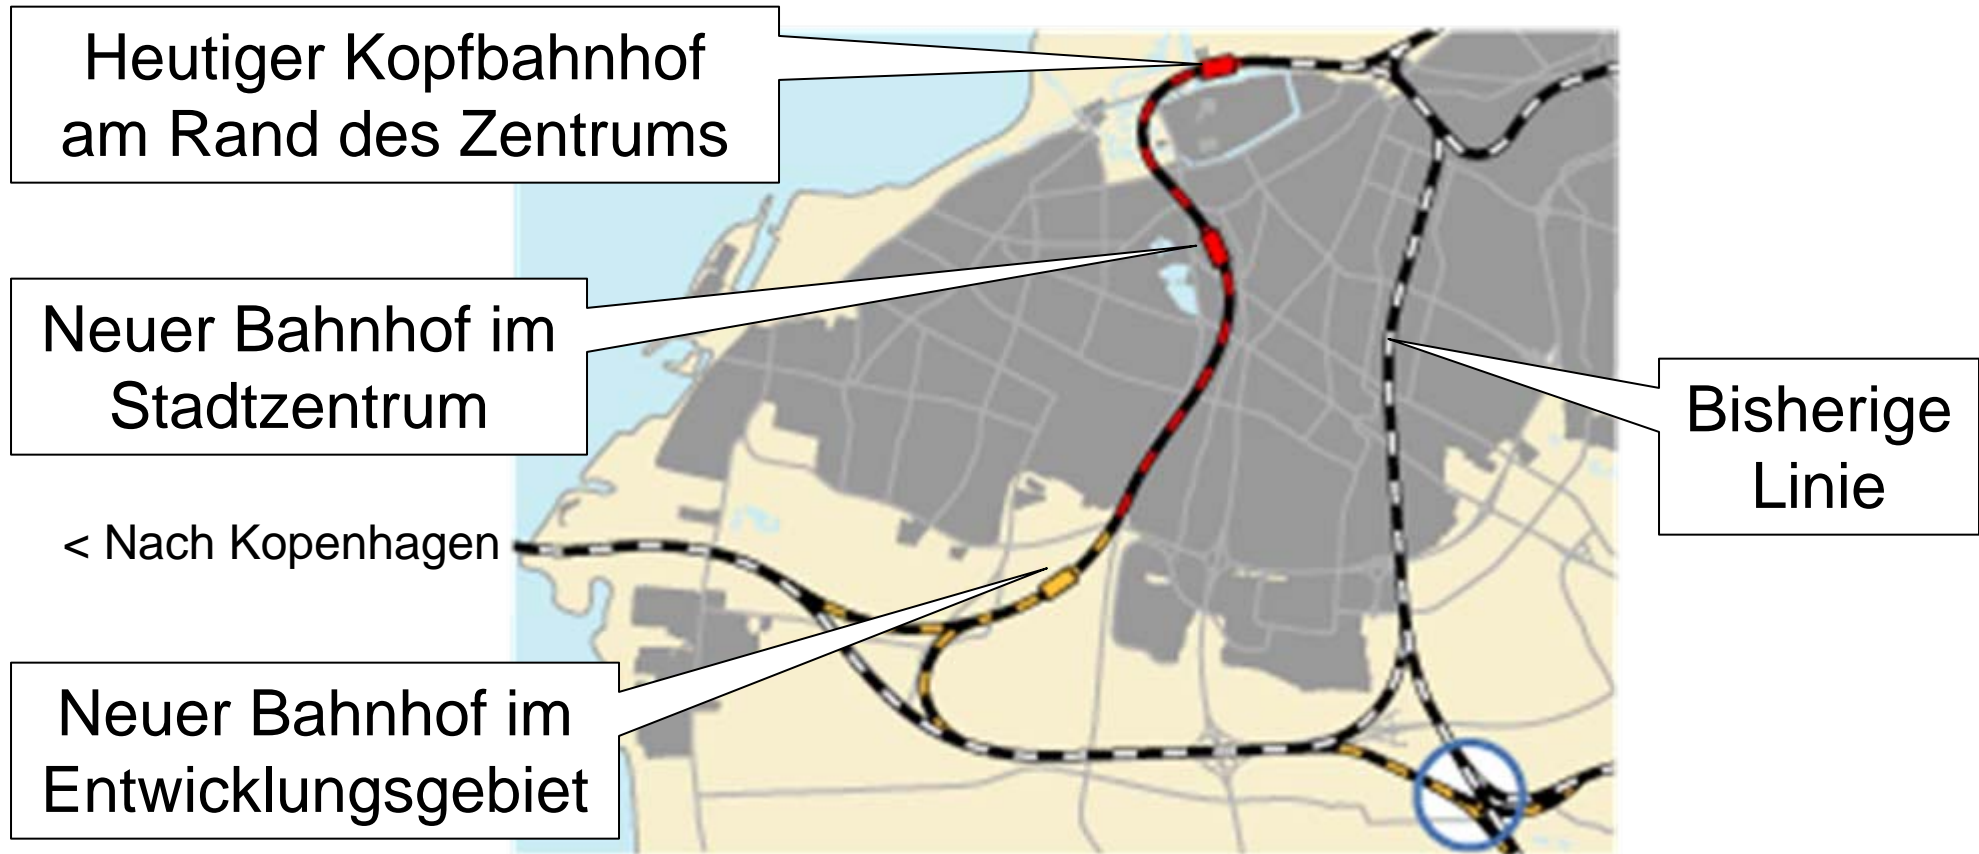 Heutiger Kopfbahnhof
am Rand des Zentrums
Neuer Bahnhof im
Stadtzentrum
Bisherige
Linie
< Nach Kopenhagen
Neuer Bahnhof im
Entwicklungsgebiet